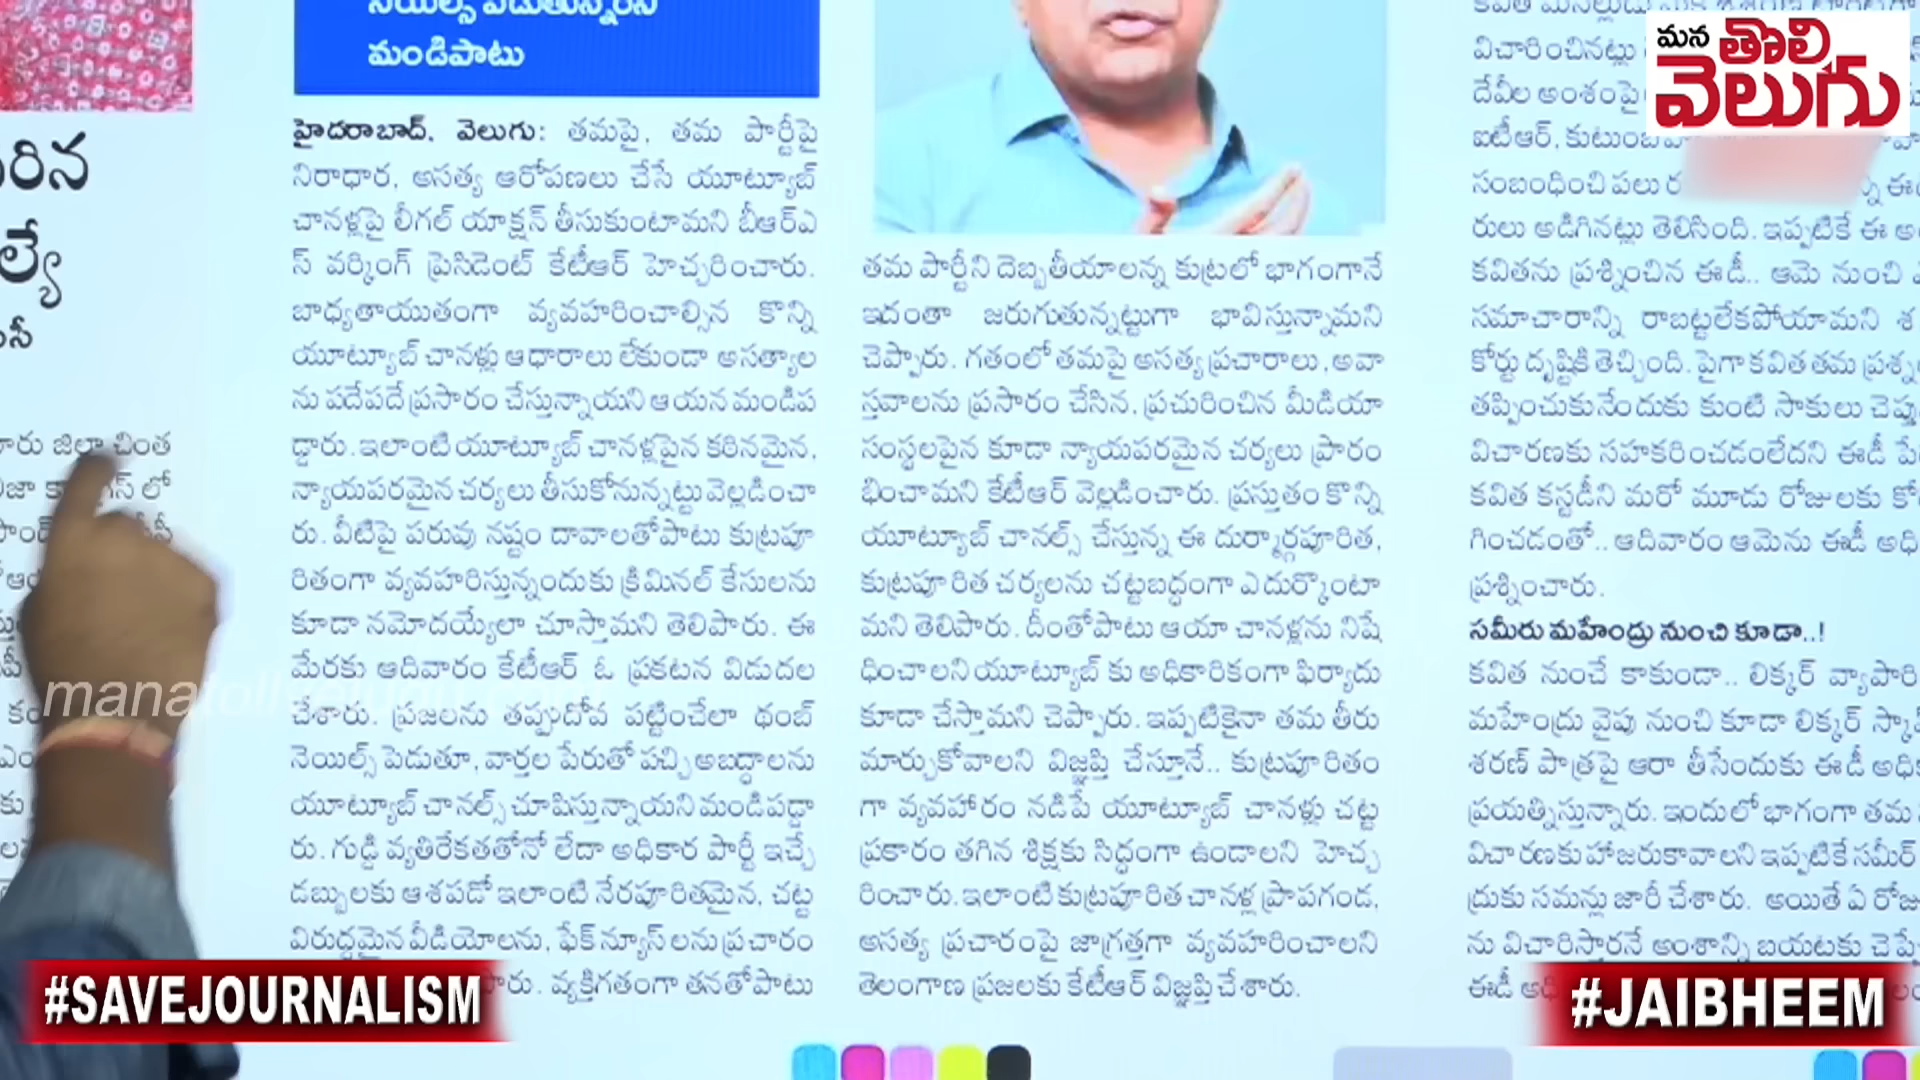 నెయిల్స్ పెడుతున్నారని
మండిపాటు
హైదరాబాద్, వెలుగు: తమపై, తమ పార్టీపై
నిరాధార, అసత్య ఆరోపణలు చేసే యూట్యూబ్
చానళ్లపై లీగల్ యాక్షన్ తీసుకుంటామని బీఆర్ఎ
స్ వర్కింగ్ ప్రెసిడెంట్ కేటీఆర్ హెచ్చరించారు.
బాధ్యతాయుతంగా వ్యవహరించాల్సిన కొన్ని
యూట్యూబ్ చానళ్లు ఆధారాలు లేకుండా అసత్యాల
ను పదేపదే ప్రసారం చేస్తున్నాయని ఆయన మండిప
డ్డారు. ఇలాంటి యూట్యూబ్ చానళ్లపైన కఠినమైన,
న్యాయపరమైన చర్యలు తీసుకోనున్నట్టు వెల్లడించా
రు. వీటిపై పరువు నష్టం దావాలతోపాటు కుట్రపూ
రితంగా వ్యవహరిస్తున్నందుకు క్రిమినల్ కేసులను
కూడా నమోదయ్యేలా చూస్తామని తెలిపారు. ఈ
మేరకు ఆదివారం కేటీఆర్ ఓ ప్రకటన విడుదల
చేశారు. ప్రజలను తప్పుదోవ పట్టించేలా థంబ్
నెయిల్స్ పెడుతూ, వార్తల పేరుతో పచ్చి అబద్ధాలను
యూట్యూబ్ చానల్స్ చూపిస్తున్నాయని మండిపడ్డా
రు. గుడ్డి వ్యతిరేకతతోనో లేదా అధికార పార్టీ ఇచ్చే
డబ్బులకు ఆశపడో ఇలాంటి నేరపూరితమైన, చట్ట
విరుద్ధమైన వీడియోలను, ఫేక్ న్యూస్ లను ప్రచారం
పారు. వ్యక్తిగతంగా తనతోపాటు
తమ పార్టీని దెబ్బతీయాలన్న కుట్రలో భాగంగానే
ఇదంతా జరుగుతున్నట్టుగా భావిస్తున్నామని
చెప్పారు. గతంలో తమపై అసత్య ప్రచారాలు, అవా
స్తవాలను ప్రసారం చేసిన, ప్రచురించిన మీడియా
సంస్థలపైన కూడా న్యాయపరమైన చర్యలు ప్రారం
భించామని కేటీఆర్ వెల్లడించారు. ప్రస్తుతం కొన్ని
యూట్యూబ్ చానల్స్ చేస్తున్న ఈ దుర్మార్గపూరిత,
కుట్రపూరిత చర్యలను చట్టబద్ధంగా ఎదుర్కొంటా
మని తెలిపారు. దీంతోపాటు ఆయా చానళ్లను నిషే
ధించాలని యూట్యూబ్ కు అధికారికంగా ఫిర్యాదు
కూడా చేస్తామని చెప్పారు. ఇప్పటికైనా తమ తీరు
మార్చుకోవాలని విజ్ఞప్తి చేస్తూనే.. కుట్రపూరితం
గా వ్యవహారం నడిపే యూట్యూబ్ చానళ్లు చట్ట
ప్రకారం తగిన శిక్షకు సిద్ధంగా ఉండాలని హెచ్చ
రించారు. ఇలాంటి కుట్రపూరిత చానళ్ల ప్రాపగండ,
అసత్య ప్రచారంపై జాగ్రత్తగా వ్యవహరించాలని
తెలంగాణ ప్రజలకు కేటీఆర్ విజ్ఞప్తి చేశారు.
విచారించినట్లు
దేవీల అంశంపై
ఐటీఆర్, కుటుంబ
సంబంధించి పలు
రులు అడిగినట్లు తెలిసింది. ఇప్పటికే ఈ
కవితను ప్రశ్నించిన ఈడీ.. ఆమె నుంచి
సమాచారాన్ని రాబట్టలేకపోయామని
కోర్టు దృష్టికి తెచ్చింది. పైగా కవిత తమ
తప్పించుకునేందుకు కుంటి సాకులు
విచారణకు సహకరించడంలేదని ఈడీ
కవిత కస్టడీని మరో మూడు రోజులకు
గించడంతో.. ఆదివారం ఆమెను ఈడీ
ప్రశ్నించారు.
సమీరు మహేంద్రు నుంచి కూడా..!
కవిత నుంచే కాకుండా.. లిక్కర్ వ్యాపారి
మహేంద్రు వైపు నుంచి కూడా లిక్కర్
శరణ్ పాత్రపై ఆరా తీసేందుకు ఈడీ
ప్రయత్నిస్తున్నారు. ఇందులో భాగంగా తమ
విచారణకు హాజరుకావాలని ఇప్పటికే సమీర్
ద్రుకు సమన్లు జారీ చేశారు. అయితే ఏ
ను విచారిస్తారనే అంశాన్ని బయటకు
ఈడీ
మన
తొలి
వెలుగు
జిల్లా చింత
manatolivelugu.com
#SAVEJOURNALISM
#JAIBHEEM